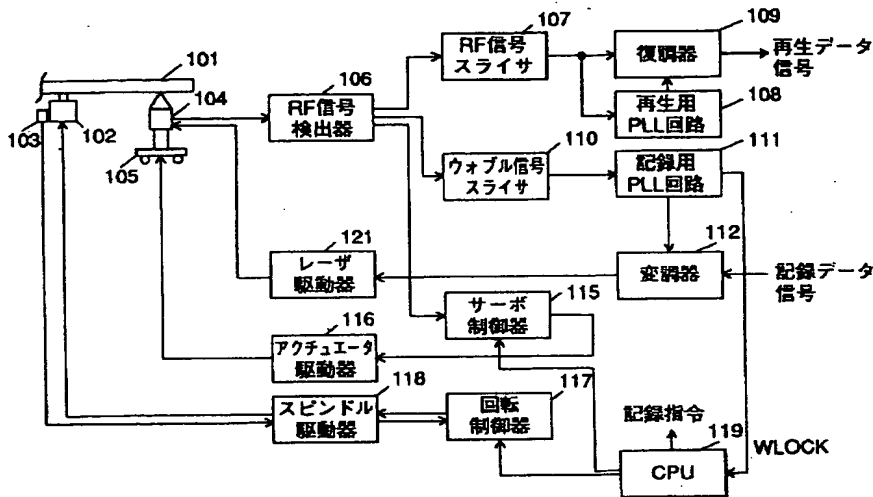 101
102
103
104
105
106
RF信号
検出器
107
RF信号
スライサ
109
復調器
再生データ
信号
108
再生用
PLL回路
110
ウォブル信号
スライサ
111
記録用
PLL回路
121
レーザ
駆動器
112
変調器
記録データ
信号
115
サーボ
制御器
116
アクチュエータ
駆動器
118
スピンドル
駆動器
117
回転
制御器
記録指令
119
CPU
WLOCK